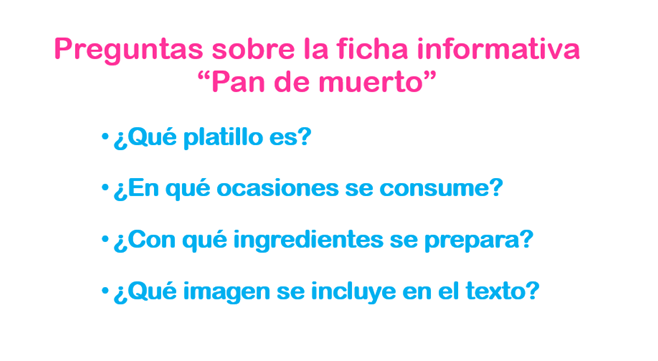 Preguntas sobre la ficha informativa
“Pan de muerto”
• ¿Qué platillo es?
• ¿En qué ocasiones se consume?
• ¿Con qué ingredientes se prepara?
• ¿Qué imagen se incluye en el texto?